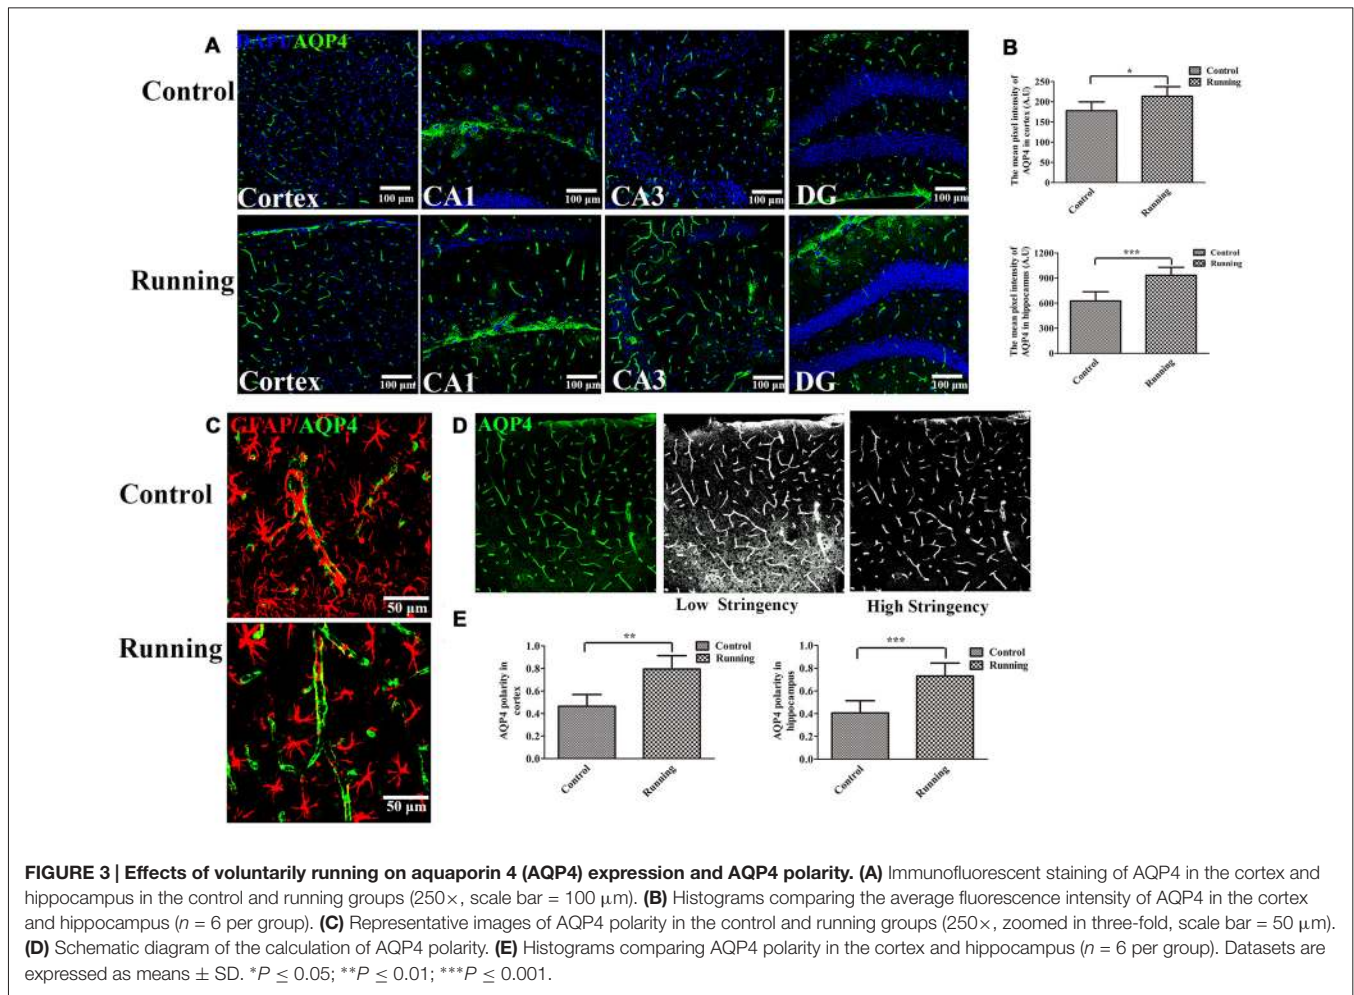 A
DAPI/AQP4
Control
Cortex
100 μm
CA1
100 μm
CA3
100 μm
DG
100 μm
Running
Cortex
100 μm
CA1
100 μm
CA3
100 μm
DG
100 μm
B
The mean pixel intensity of
AQP4 in cortex (A.U)
250
200
150
100
50
0
*
Control
Running
Control
Running
The mean pixel intensity of
AQP4 in hippocampus (A.U)
1200
900
600
300
0
***
Control
Running
Control
Running
C
GFAP/AQP4
Control
50 μm
Running
50 μm
D
AQP4
Low Stringency
High Stringency
E
AQP4 polarity in
cortex
1.0
0.8
0.6
0.4
0.2
0.0
**
Control
Running
Control
Running
AQP4 polarity in
hippocampus
1.0
0.8
0.6
0.4
0.2
0.0
***
Control
Running
Control
Running
FIGURE 3 | Effects of voluntarily running on aquaporin 4 (AQP4) expression and AQP4 polarity. (A) Immunofluorescent staining of AQP4 in the cortex and
hippocampus in the control and running groups (250×, scale bar = 100 μm). (B) Histograms comparing the average fluorescence intensity of AQP4 in the cortex
and hippocampus (n = 6 per group). (C) Representative images of AQP4 polarity in the control and running groups (250×, zoomed in three-fold, scale bar = 50 μm).
(D) Schematic diagram of the calculation of AQP4 polarity. (E) Histograms comparing AQP4 polarity in the cortex and hippocampus (n = 6 per group). Datasets are
expressed as means ± SD. *P ≤ 0.05; **P ≤ 0.01; ***P ≤ 0.001.